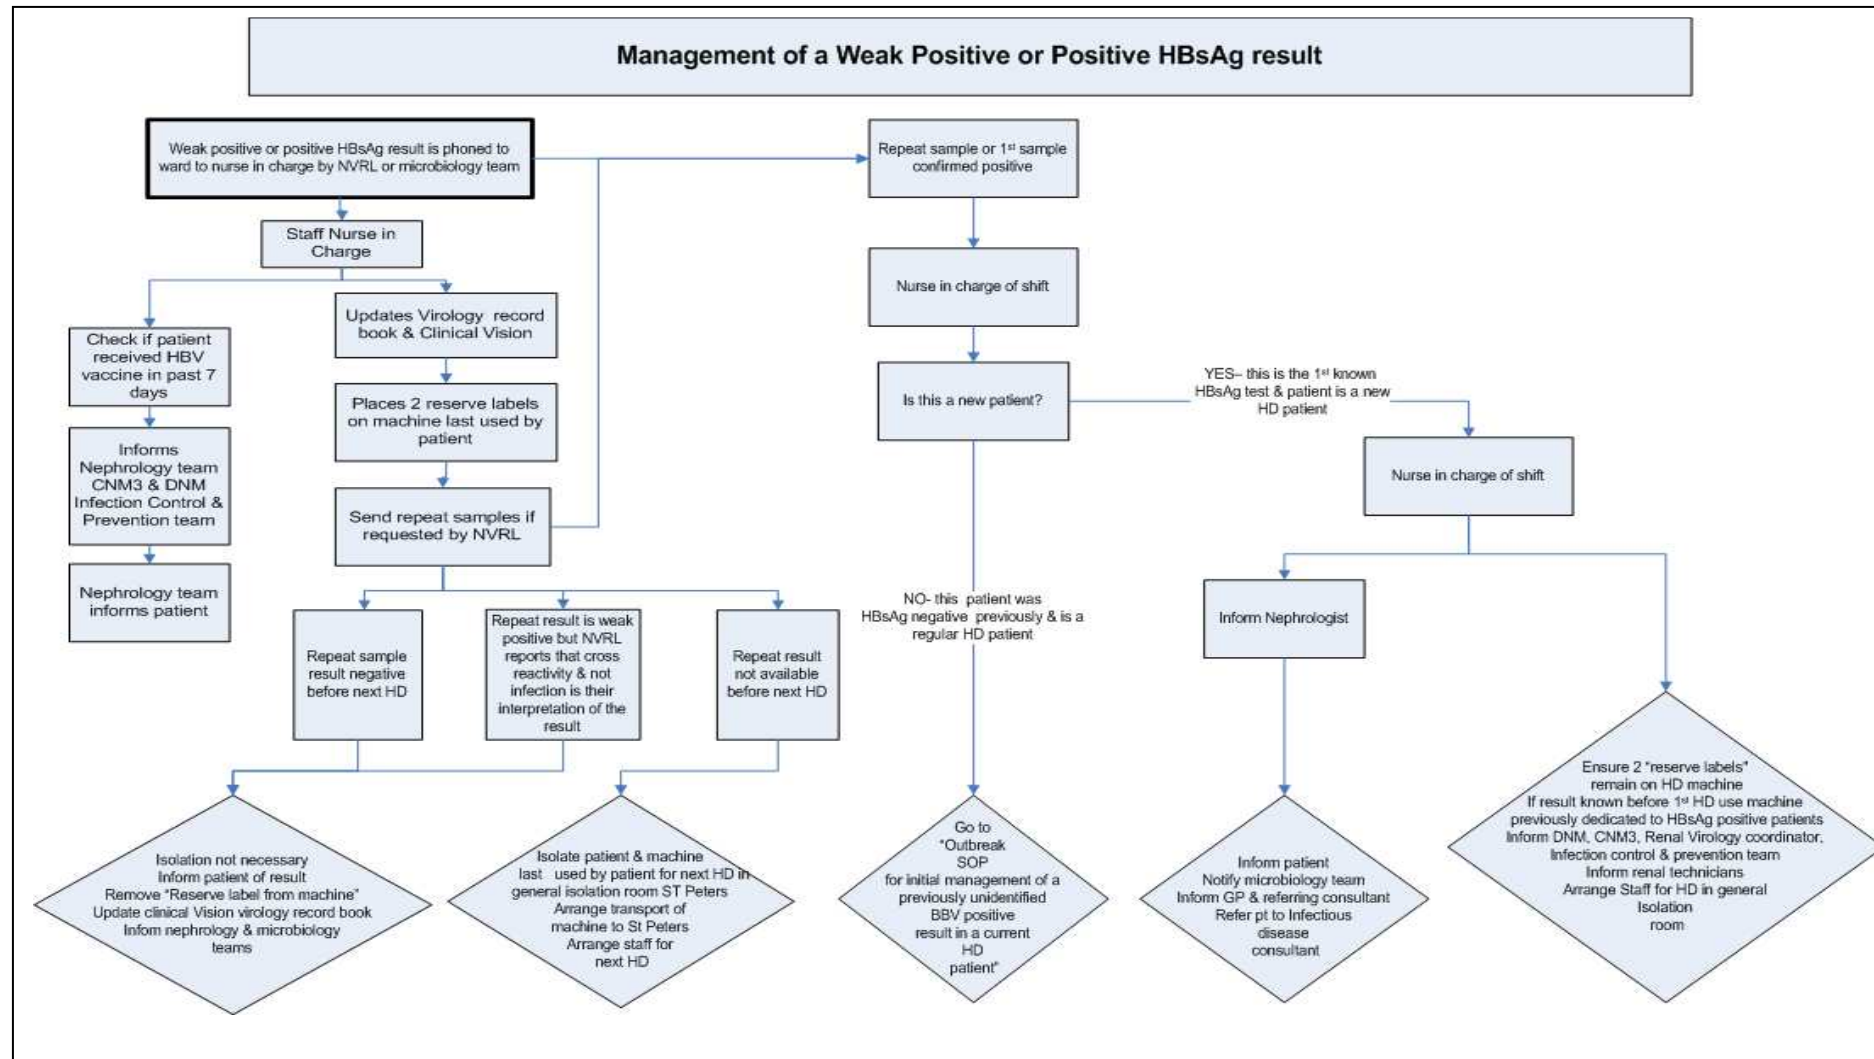 Management of a Weak Positive or Positive HBsAg result
Weak positive or positive HBsAg result is phoned to
ward to nurse in charge by NVRL or microbiology team
Staff Nurse in
Charge
Check if patient
received HBV
vaccine in past 7
days
Informs
Nephrology team
CNM3 & DNM
Infection Control &
Prevention team
Nephrology team
informs patient
Updates Virology record
book & Clinical Vision
Places 2 reserve labels
on machine last used by
patient
Send repeat samples if
requested by NVRL
Repeat sample
result negative
before next HD
Repeat result is weak
positive but NVRL
reports that cross
reactivity & not
infection is their
interpretation of the
result
Repeat result
not available
before next HD
Isolation not necessary
Inform patient of result
Remove “Reserve label from machine”
Update clinical Vision virology record book
Inform nephrology & microbiology
teams
Isolate patient & machine
last used by patient for next HD in
general isolation room ST Peters
Arrange transport of
machine to St Peters
Arrange staff for
next HD
Repeat sample or 1st sample
confirmed positive
Nurse in charge of shift
Is this a new patient?
NO- this patient was
HBsAg negative previously & is a
regular HD patient
Go to
“Outbreak
SOP
for initial management of a
previously unidentified
BBV positive
result in a current
HD
patient”
YES– this is the 1st known
HBsAg test & patient is a new
HD patient
Nurse in charge of shift
Inform Nephrologist
Inform patient
Notify microbiology team
Inform GP & referring consultant
Refer pt to Infectious
disease
consultant
Ensure 2 “reserve labels”
remain on HD machine
If result known before 1st HD use machine
previously dedicated to HBsAg positive patients
Inform DNM, CNM3, Renal Virology coordinator,
Infection control & prevention team
Inform renal technicians
Arrange Staff for HD in general
Isolation
room